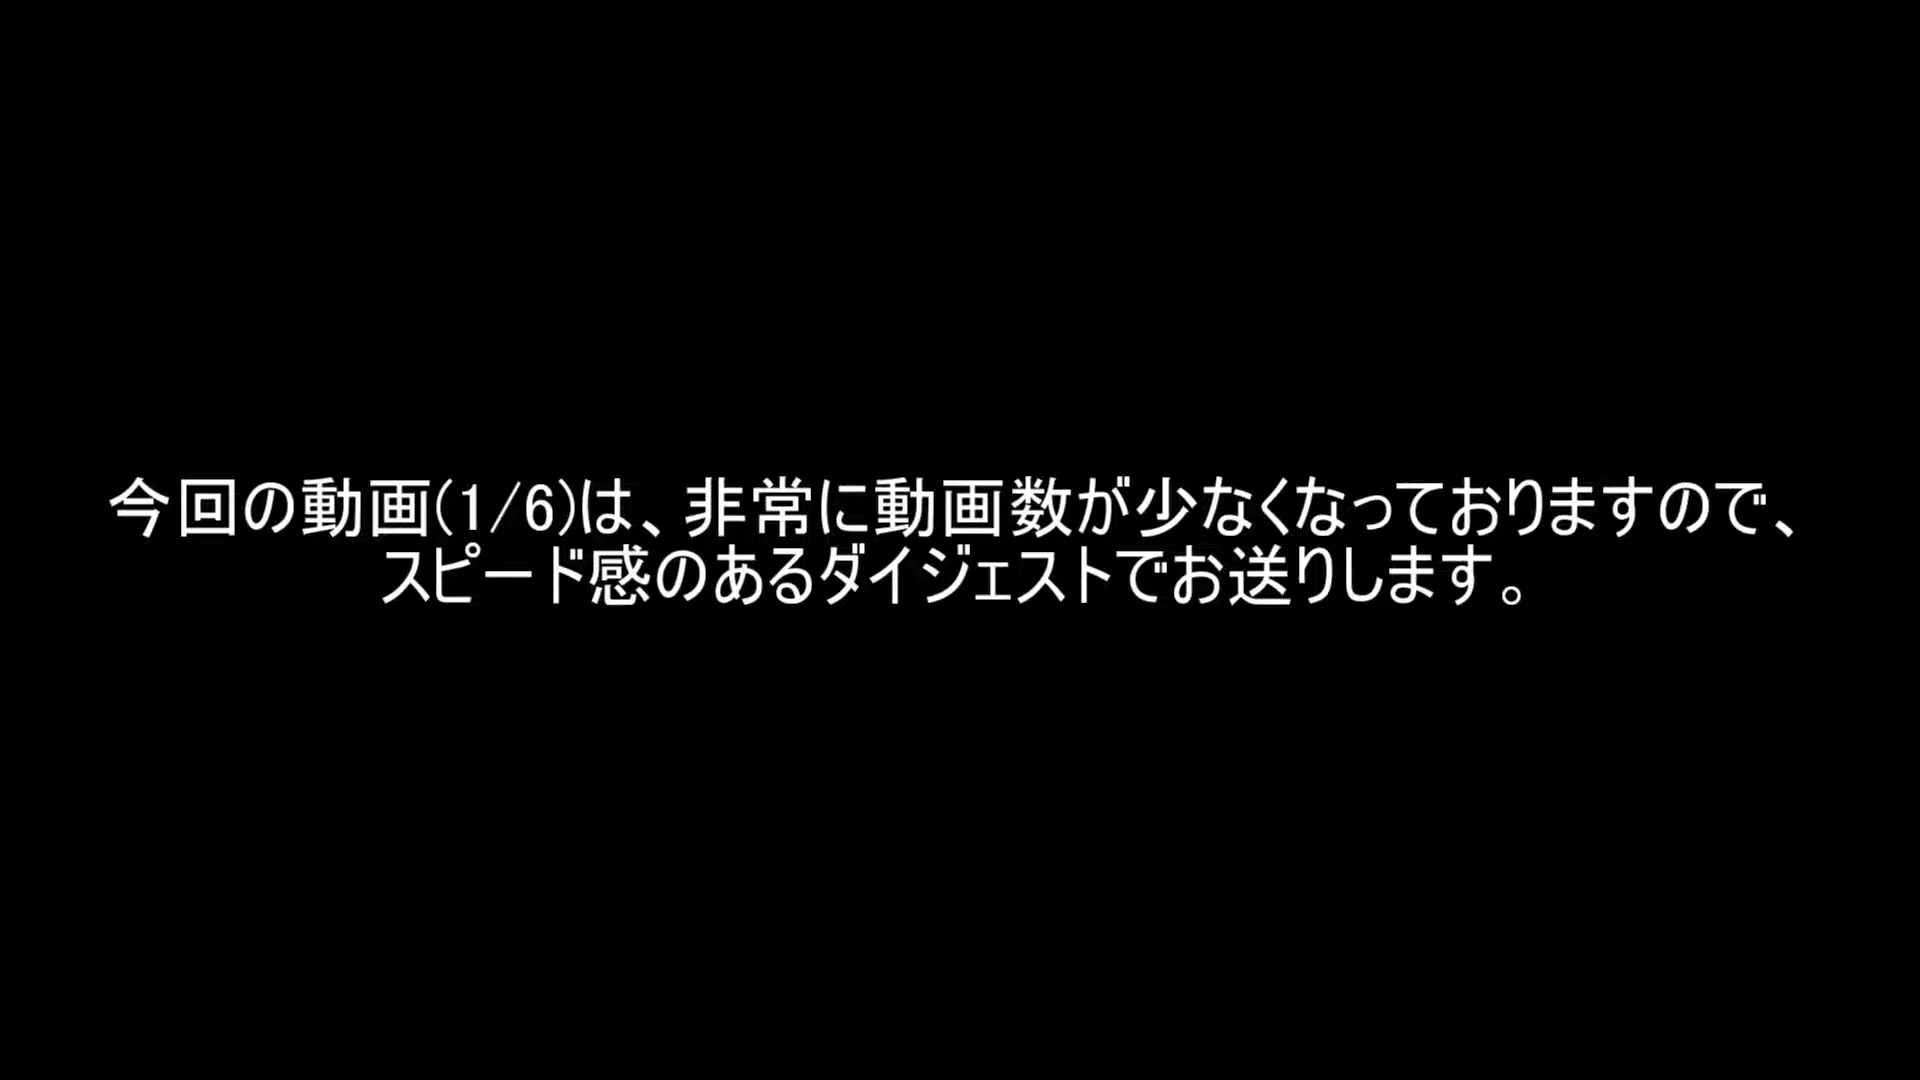 今回の動画(1/6)は、非常に動画数が少なくなっておりますので、
スピード感のあるダイジェストでお送りします。